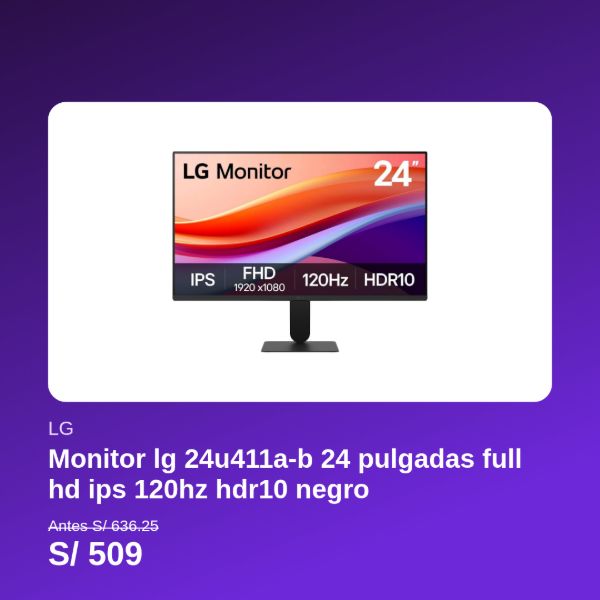 LG Monitor 24"
IPS FHD 1920 x1080 120Hz HDR10
LG
Monitor lg 24u411a-b 24 pulgadas full
hd ips 120hz hdr10 negro
Antes S/ 636.25
S/ 509